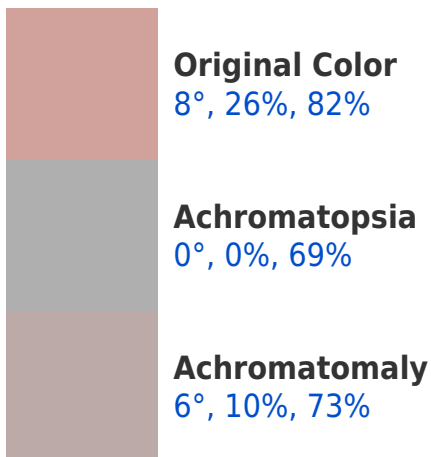 Original Color
8°, 26%, 82%
Achromatopsia
0°, 0%, 69%
Achromatomaly
6°, 10%, 73%